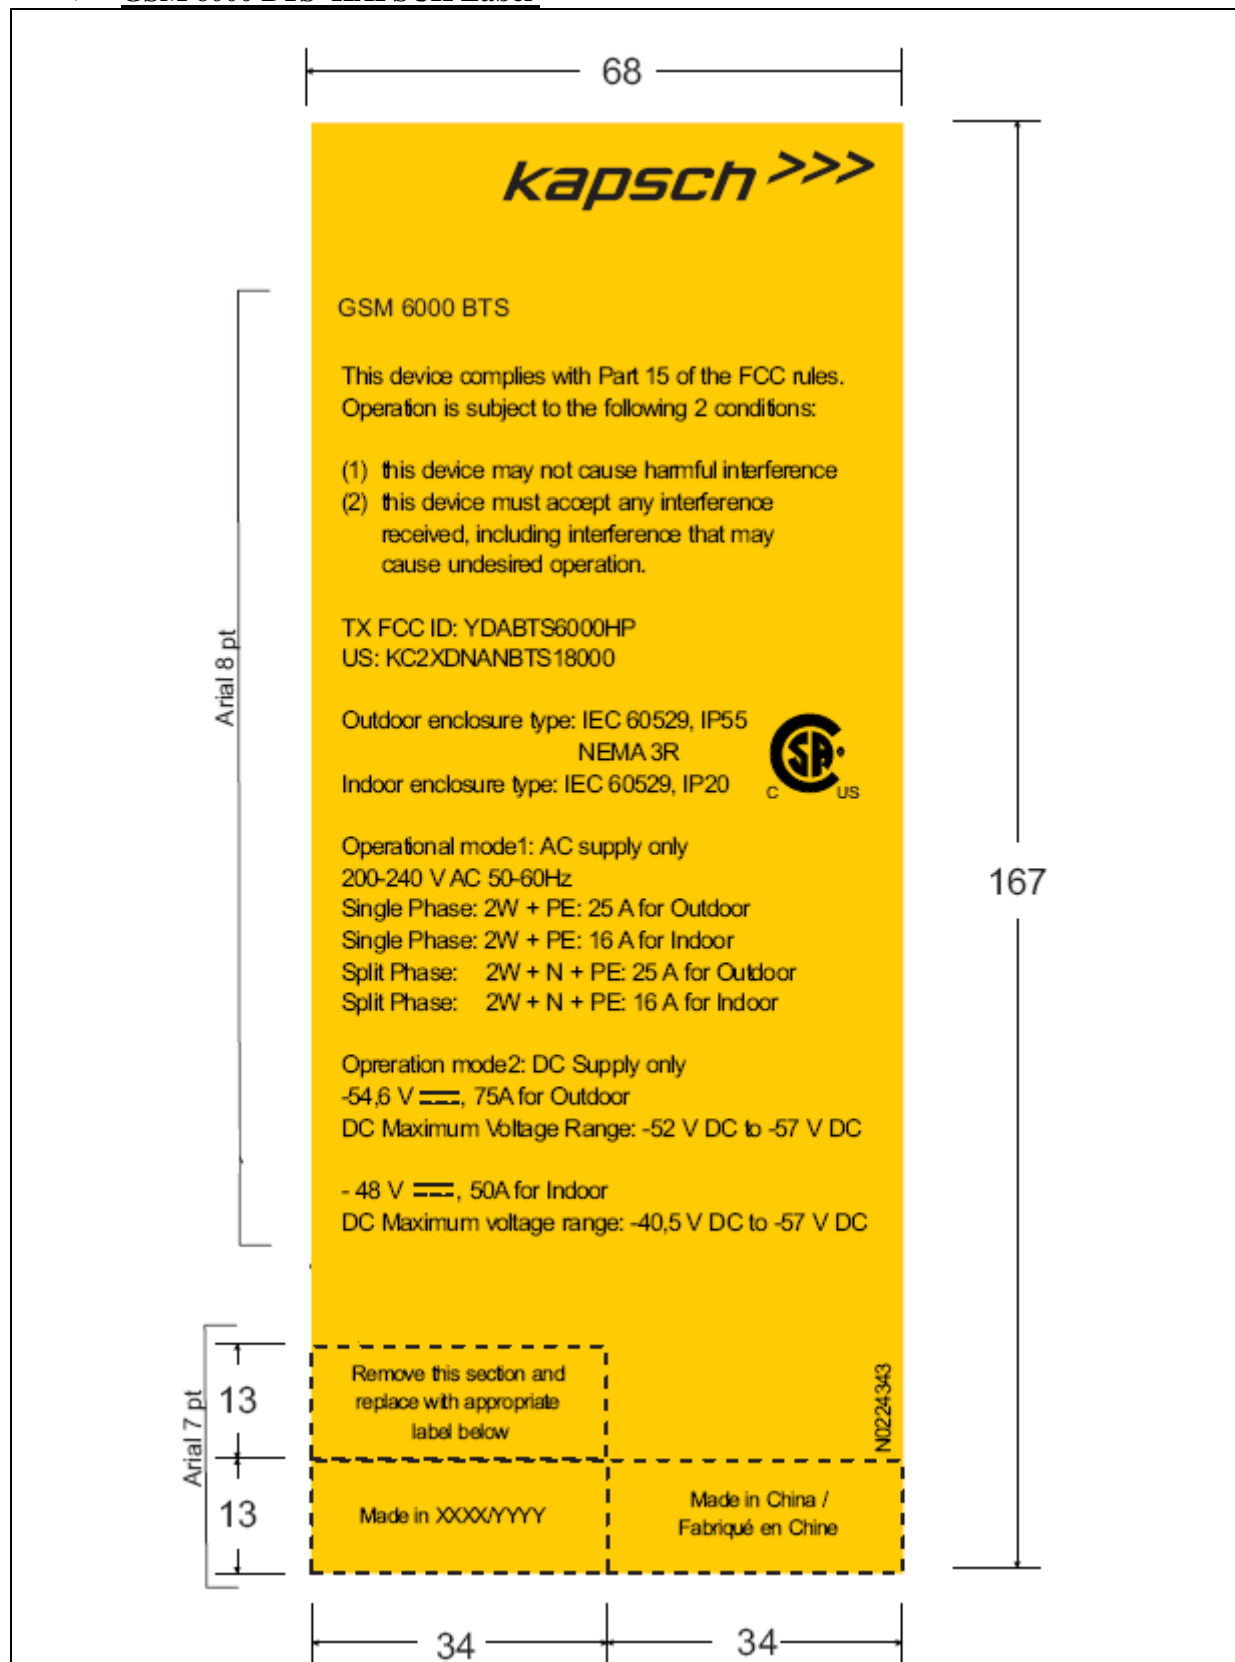 GSM 6000 BTS KAPSCH Label
68
kapsch >>>
GSM 6000 BTS
This device complies with Part 15 of the FCC rules.
Operation is subject to the following 2 conditions:
(1) this device may not cause harmful interference
(2) this device must accept any interference
received, including interference that may
cause undesired operation.
TX FCC ID: YDABTS6000HP
US: KC2XDNANBTS18000
Outdoor enclosure type: IEC 60529, IP55
NEMA 3R
Indoor enclosure type: IEC 60529, IP20
C SA US
Operational mode1: AC supply only
200-240 V AC 50-60Hz
Single Phase: 2W + PE: 25 A for Outdoor
Single Phase: 2W + PE: 16 A for Indoor
Split Phase: 2W + N + PE: 25 A for Outdoor
Split Phase: 2W + N + PE: 16 A for Indoor
Opreration mode2: DC Supply only
-54,6 V ⎓, 75A for Outdoor
DC Maximum Voltage Range: -52 V DC to -57 V DC
- 48 V ⎓, 50A for Indoor
DC Maximum voltage range: -40,5 V DC to -57 V DC
Arial 8 pt
167
Remove this section and
replace with appropriate
label below
N0224343
Made in XXXX/YYYY
Made in China /
Fabriqué en Chine
Arial 7 pt
13
13
34
34